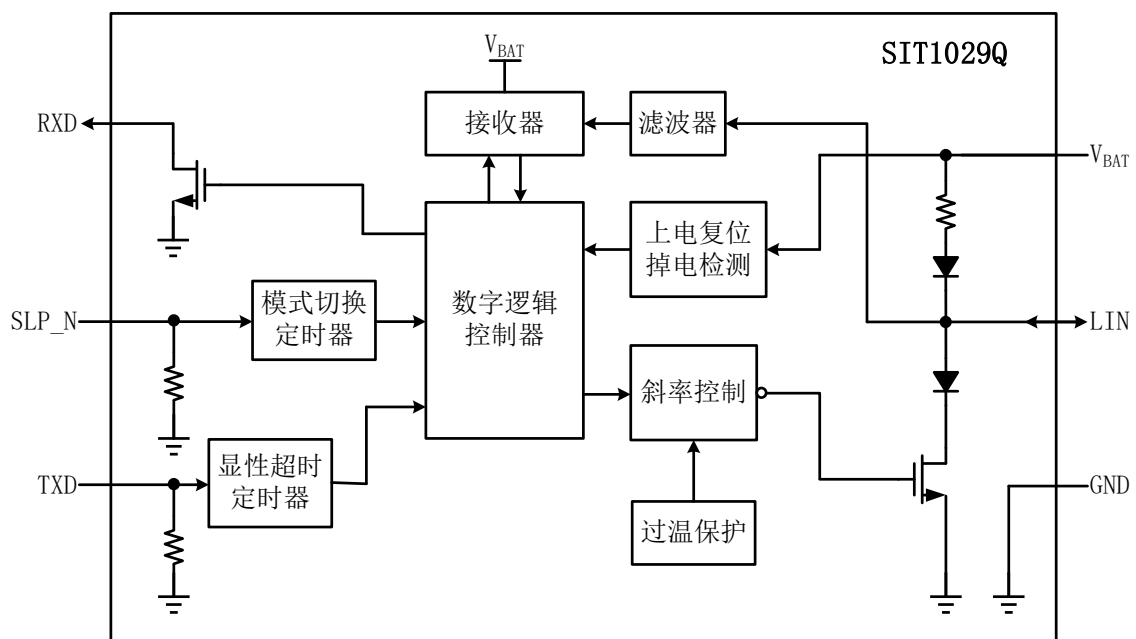 SIT1029Q
V_BAT
RXD
接收器
滤波器
V_BAT
上电复位
掉电检测
模式切换
定时器
数字逻辑
控制器
SLP_N
LIN
斜率控制
显性超时
定时器
TXD
GND
过温保护